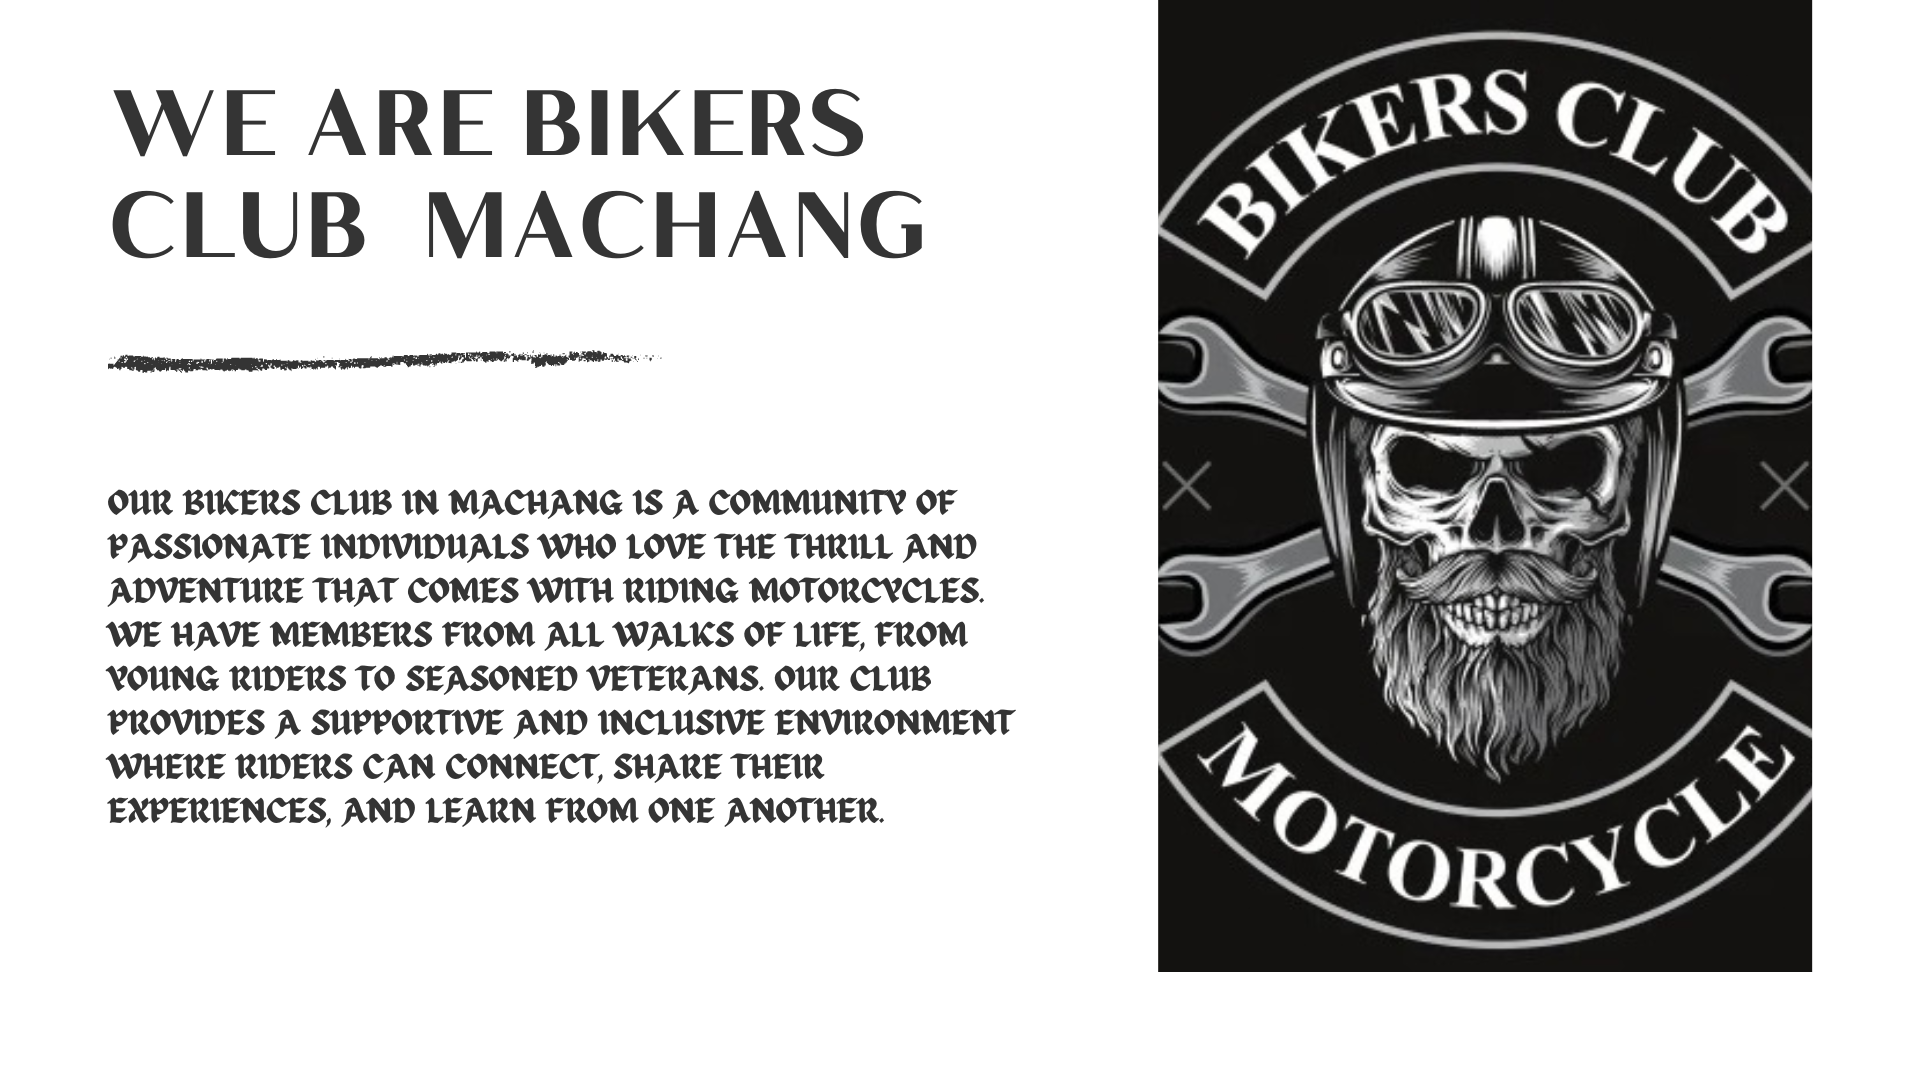 WE ARE BIKERS
CLUB MACHANG
OUR BIKERS CLUB IN MACHANG IS A COMMUNITY OF
PASSIONATE INDIVIDUALS WHO LOVE THE THRILL AND
ADVENTURE THAT COMES WITH RIDING MOTORCYCLES.
WE HAVE MEMBERS FROM ALL WALKS OF LIFE, FROM
YOUNG RIDERS TO SEASONED VETERANS. OUR CLUB
PROVIDES A SUPPORTIVE AND INCLUSIVE ENVIRONMENT
WHERE RIDERS CAN CONNECT, SHARE THEIR
EXPERIENCES, AND LEARN FROM ONE ANOTHER.
BIKERS CLUB
MOTORCYCLE